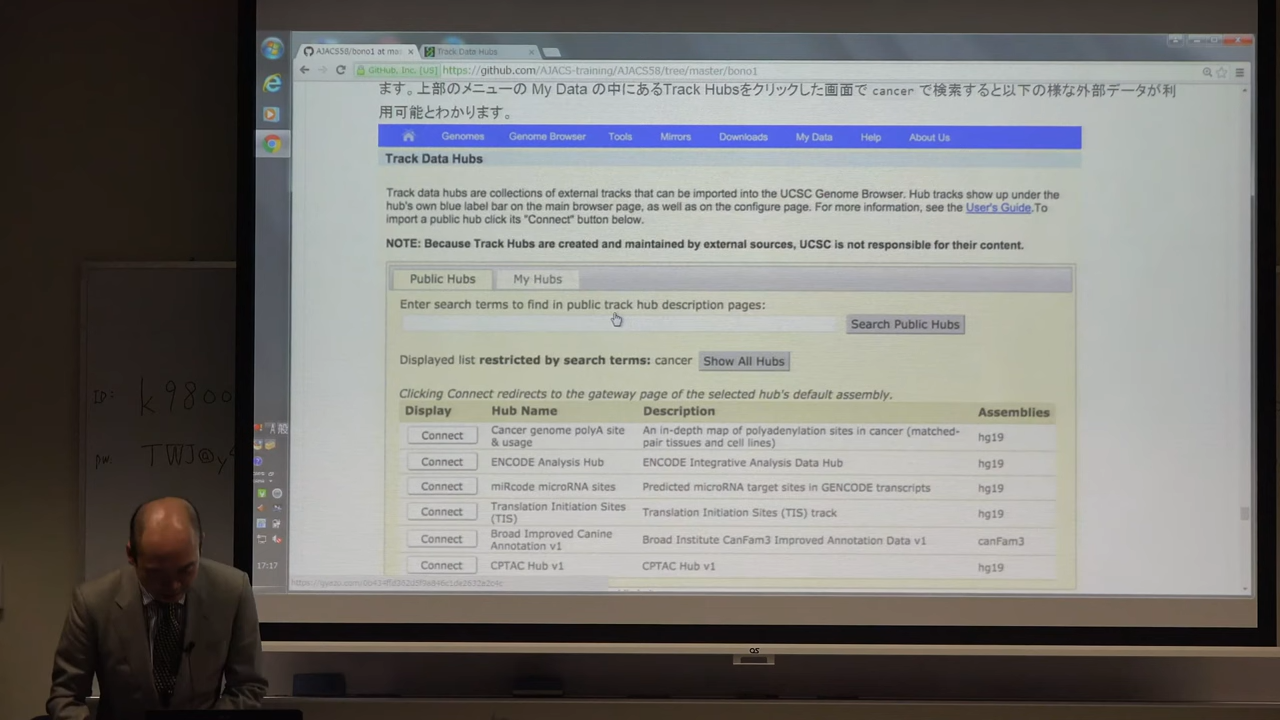 AJACS58/bono1 at ma
Track Data Hubs
GitHub, Inc. [US] https://github.com/AJACS-training/AJACS58/tree/master/bono1
ます。上部のメニューの My Data の中にあるTrack Hubsをクリックした画面で cancer で検索すると以下の様な外部データが利
用可能とわかります。
Genomes Genome Browser Tools Mirrors Downloads My Data Help About Us
Track Data Hubs
Track data hubs are collections of external tracks that can be imported into the UCSC Genome Browser. Hub tracks show up under the
hub's own blue label bar on the main browser page, as well as on the configure page. For more information, see the User's Guide.To
import a public hub click its "Connect" button below.
NOTE: Because Track Hubs are created and maintained by external sources, UCSC is not responsible for their content.
Public Hubs My Hubs
Enter search terms to find in public track hub description pages:
Search Public Hubs
Displayed list restricted by search terms: cancer Show All Hubs
Clicking Connect redirects to the gateway page of the selected hub's default assembly.
Display Hub Name Description Assemblies
Connect Cancer genome polyA site & usage An in-depth map of polyadenylation sites in cancer (matched-pair tissues and cell lines) hg19
Connect ENCODE Analysis Hub ENCODE Integrative Analysis Data Hub hg19
Connect miRcode microRNA sites Predicted microRNA target sites in GENCODE transcripts hg19
Connect Translation Initiation Sites (TIS) Translation Initiation Sites (TIS) track hg19
Connect Broad Improved Canine Annotation v1 Broad Institute CanFam3 Improved Annotation Data v1 canFam3
Connect CPTAC Hub v1 CPTAC Hub v1 hg19
17:17
ID: k9800
pw: TWJ@y
OS